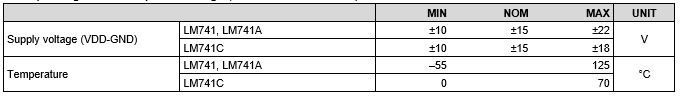 MIN NOM MAX UNIT
Supply voltage (VDD-GND) LM741, LM741A ±10 ±15 ±22 V
LM741C ±10 ±15 ±18
Temperature LM741, LM741A –55 125 °C
LM741C 0 70